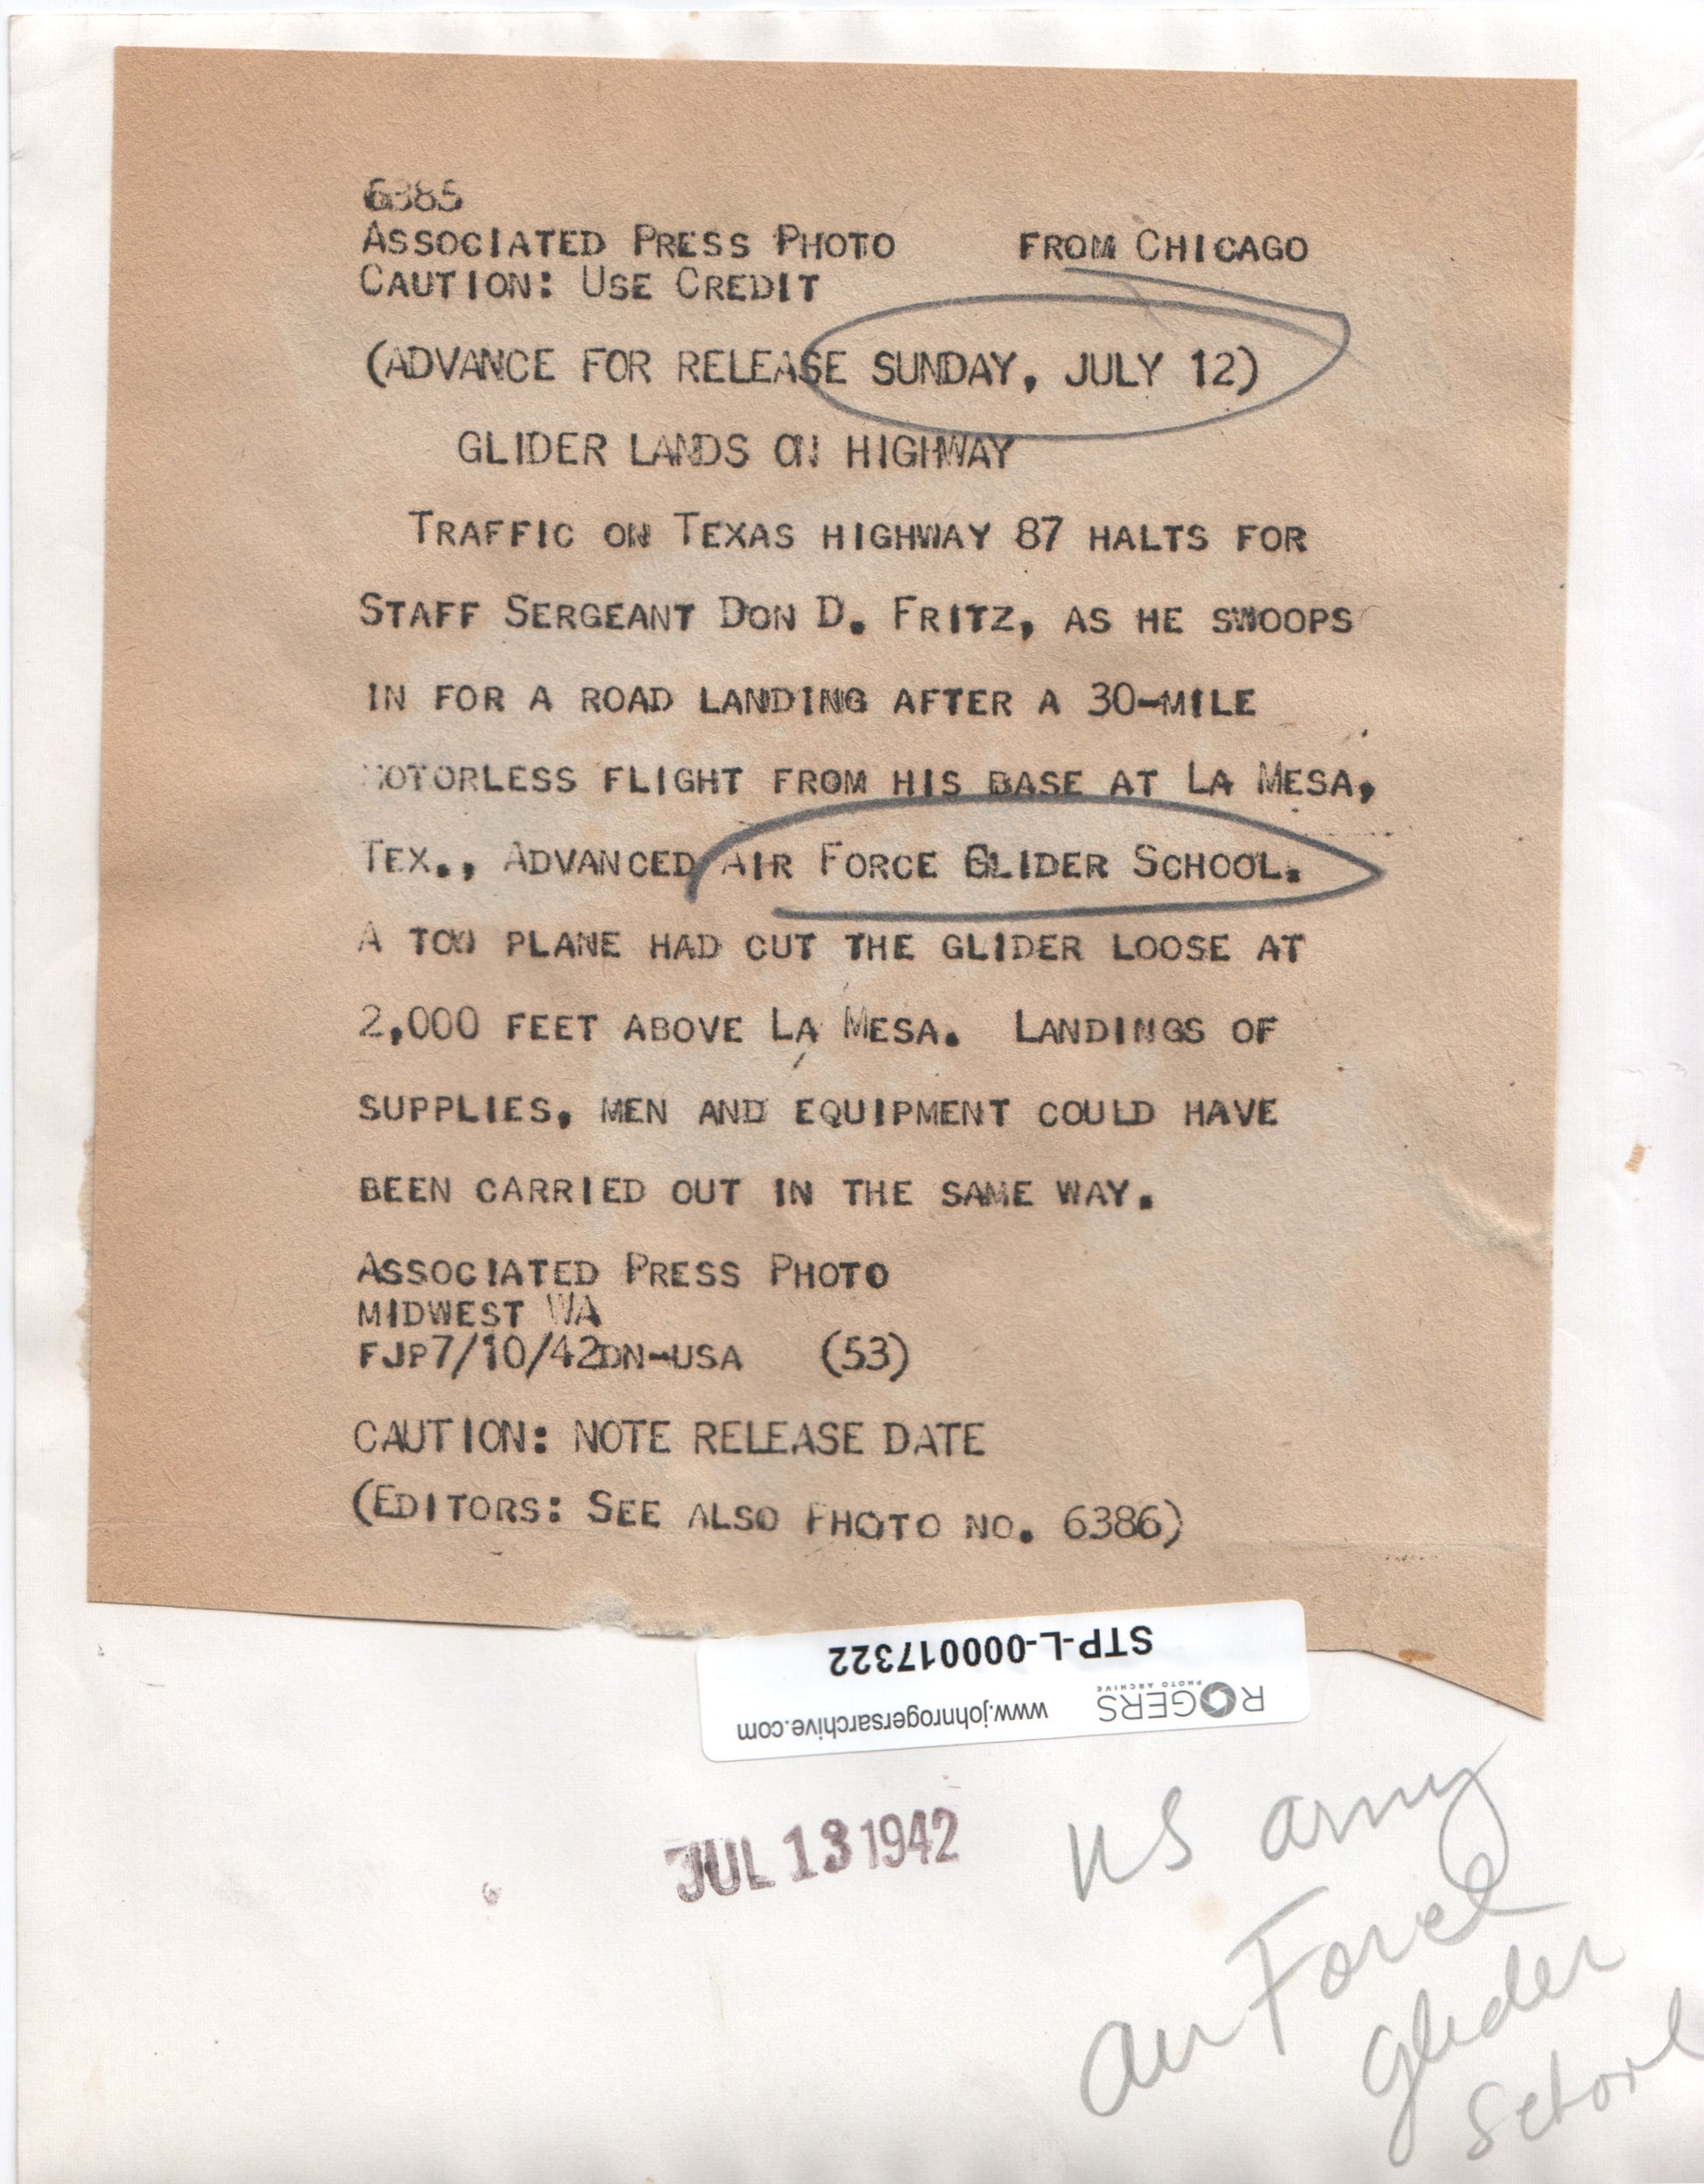 6385
ASSOCIATED PRESS PHOTO FROM CHICAGO
CAUTION: USE CREDIT
(ADVANCE FOR RELEASE SUNDAY, JULY 12)
GLIDER LANDS ON HIGHWAY
TRAFFIC ON TEXAS HIGHWAY 87 HALTS FOR
STAFF SERGEANT DON D. FRITZ, AS HE SWOOPS
IN FOR A ROAD LANDING AFTER A 30-MILE
MOTORLESS FLIGHT FROM HIS BASE AT LA MESA,
TEX., ADVANCED AIR FORCE GLIDER SCHOOL.
A TOW PLANE HAD CUT THE GLIDER LOOSE AT
2,000 FEET ABOVE LA MESA. LANDINGS OF
SUPPLIES, MEN AND EQUIPMENT COULD HAVE
BEEN CARRIED OUT IN THE SAME WAY.
ASSOCIATED PRESS PHOTO
MIDWEST WA
FJP7/10/42DN-USA (53)
CAUTION: NOTE RELEASE DATE
(EDITORS: SEE ALSO PHOTO NO. 6386)
ROGERS www.johnrogersarchive.com
PHOTO ARCHIVE
STP-L-000017322
JUL 13 1942
US army
air Force
glider
school